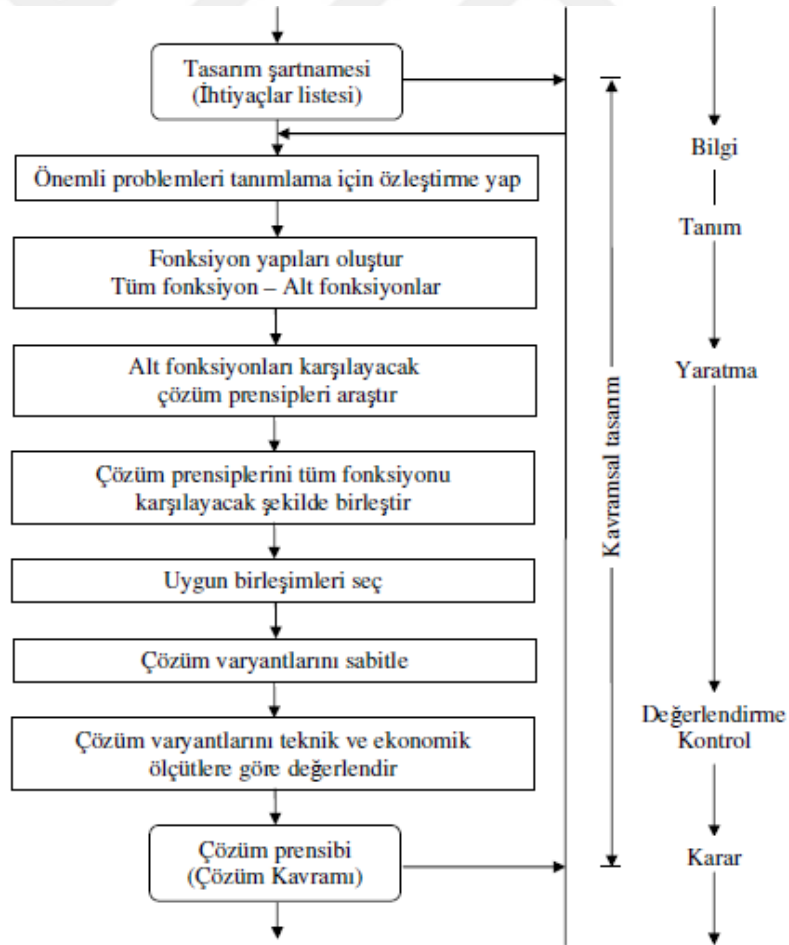 Tasarım şartnamesi
(İhtiyaçlar listesi)
Önemli problemleri tanımlama için özleştirme yap
Fonksiyon yapıları oluştur
Tüm fonksiyon – Alt fonksiyonlar
Alt fonksiyonları karşılayacak
çözüm prensipleri araştır
Çözüm prensiplerini tüm fonksiyonu
karşılayacak şekilde birleştir
Uygun birleşimleri seç
Çözüm varyantlarını sabitle
Çözüm varyantlarını teknik ve ekonomik
ölçütlere göre değerlendir
Çözüm prensibi
(Çözüm Kavramı)
Kavramsal tasarım
Bilgi
Tanım
Yaratma
Değerlendirme
Kontrol
Karar